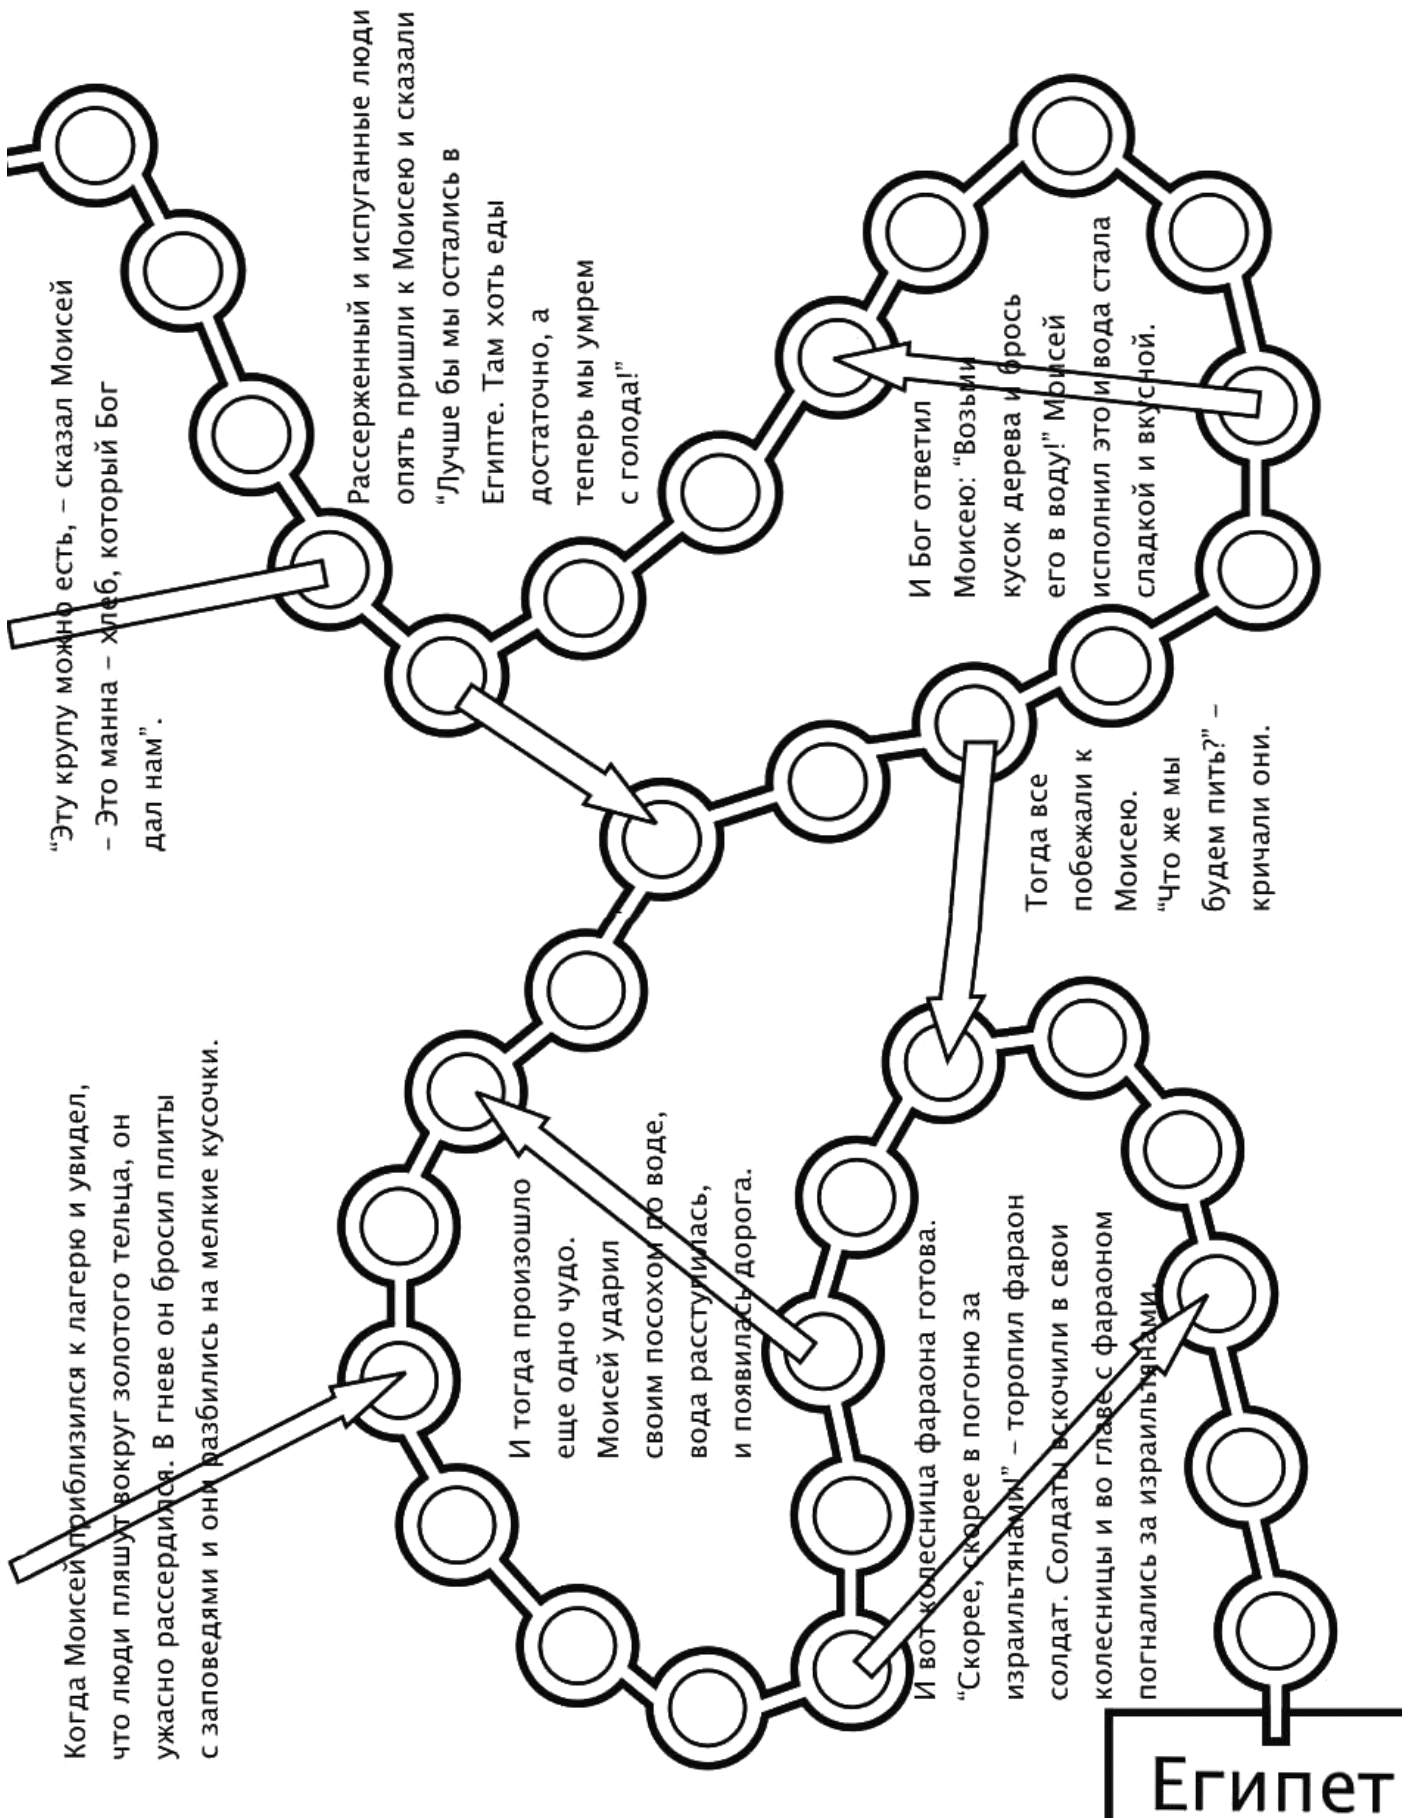 “Эту крупу можно есть, – сказал Моисей
– Это манна – хлеб, который Бог
дал нам”.
Рассерженный и испуганные люди
опять пришли к Моисею и сказали
“Лучше бы мы остались в
Египте. Там хоть еды
достаточно, а
теперь мы умрем
с голода!”
Когда Моисей приблизился к лагерю и увидел,
что люди пляшут вокруг золотого тельца, он
ужасно рассердился. В гневе он бросил плиты
с заповедями и они разбились на мелкие кусочки.
И тогда произошло
еще одно чудо.
Моисей ударил
своим посохом по воде,
вода расступилась,
и появилась дорога.
И Бог ответил
Моисею: “Возьми
кусок дерева и брось
его в воду!” Моисей
исполнил это и вода стала
сладкой и вкусной.
Тогда все
побежали к
Моисею.
“Что же мы
будем пить?” –
кричали они.
И вот колесница фараона готова.
“Скорее, скорее в погоню за
израильтянами!” – торопил фараон
солдат. Солдаты вскочили в свои
колесницы и во главе с фараоном
погнались за израильтянами.
Египет